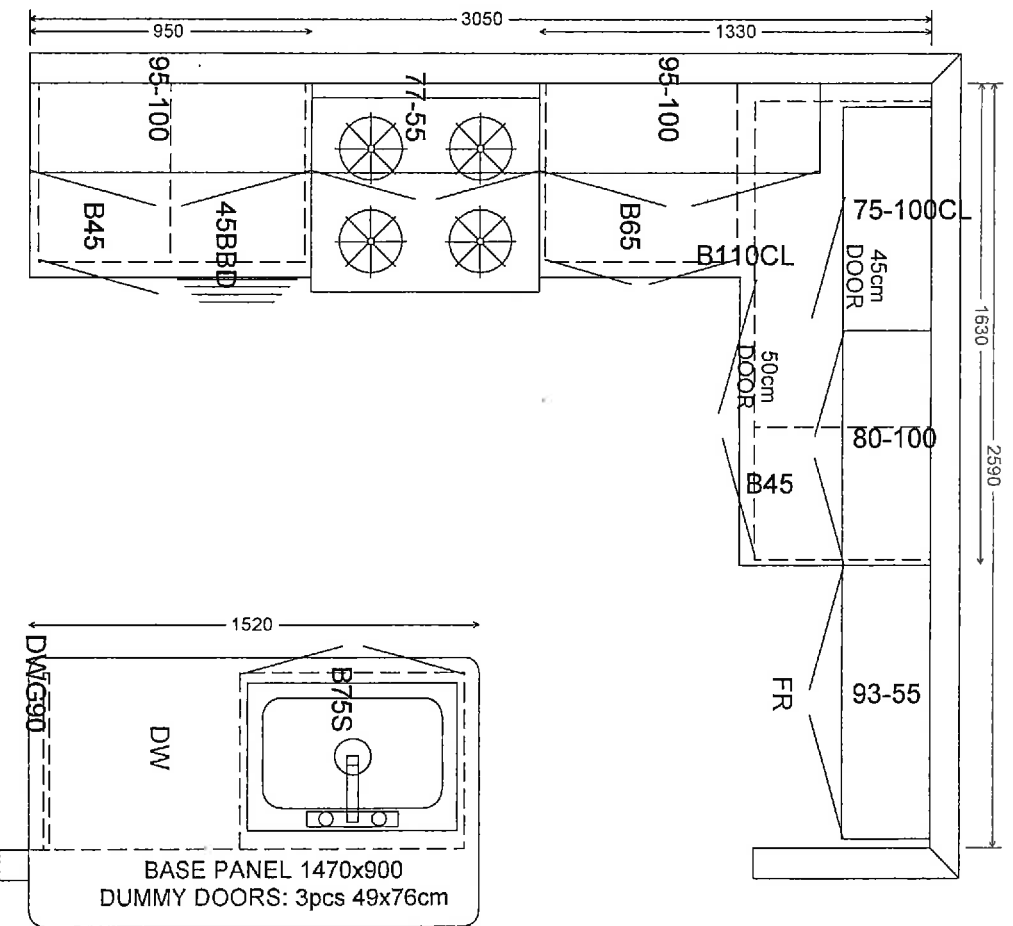 3050
950
1330
95-100
77-55
95-100
75-100CL
B45
45BBD
B65
B110CL
45cm
DOOR
1630
50cm
DOOR
80-100
2590
B45
1520
DWG90
B75S
FR
93-55
DW
BASE PANEL 1470x900
DUMMY DOORS: 3pcs 49x76cm